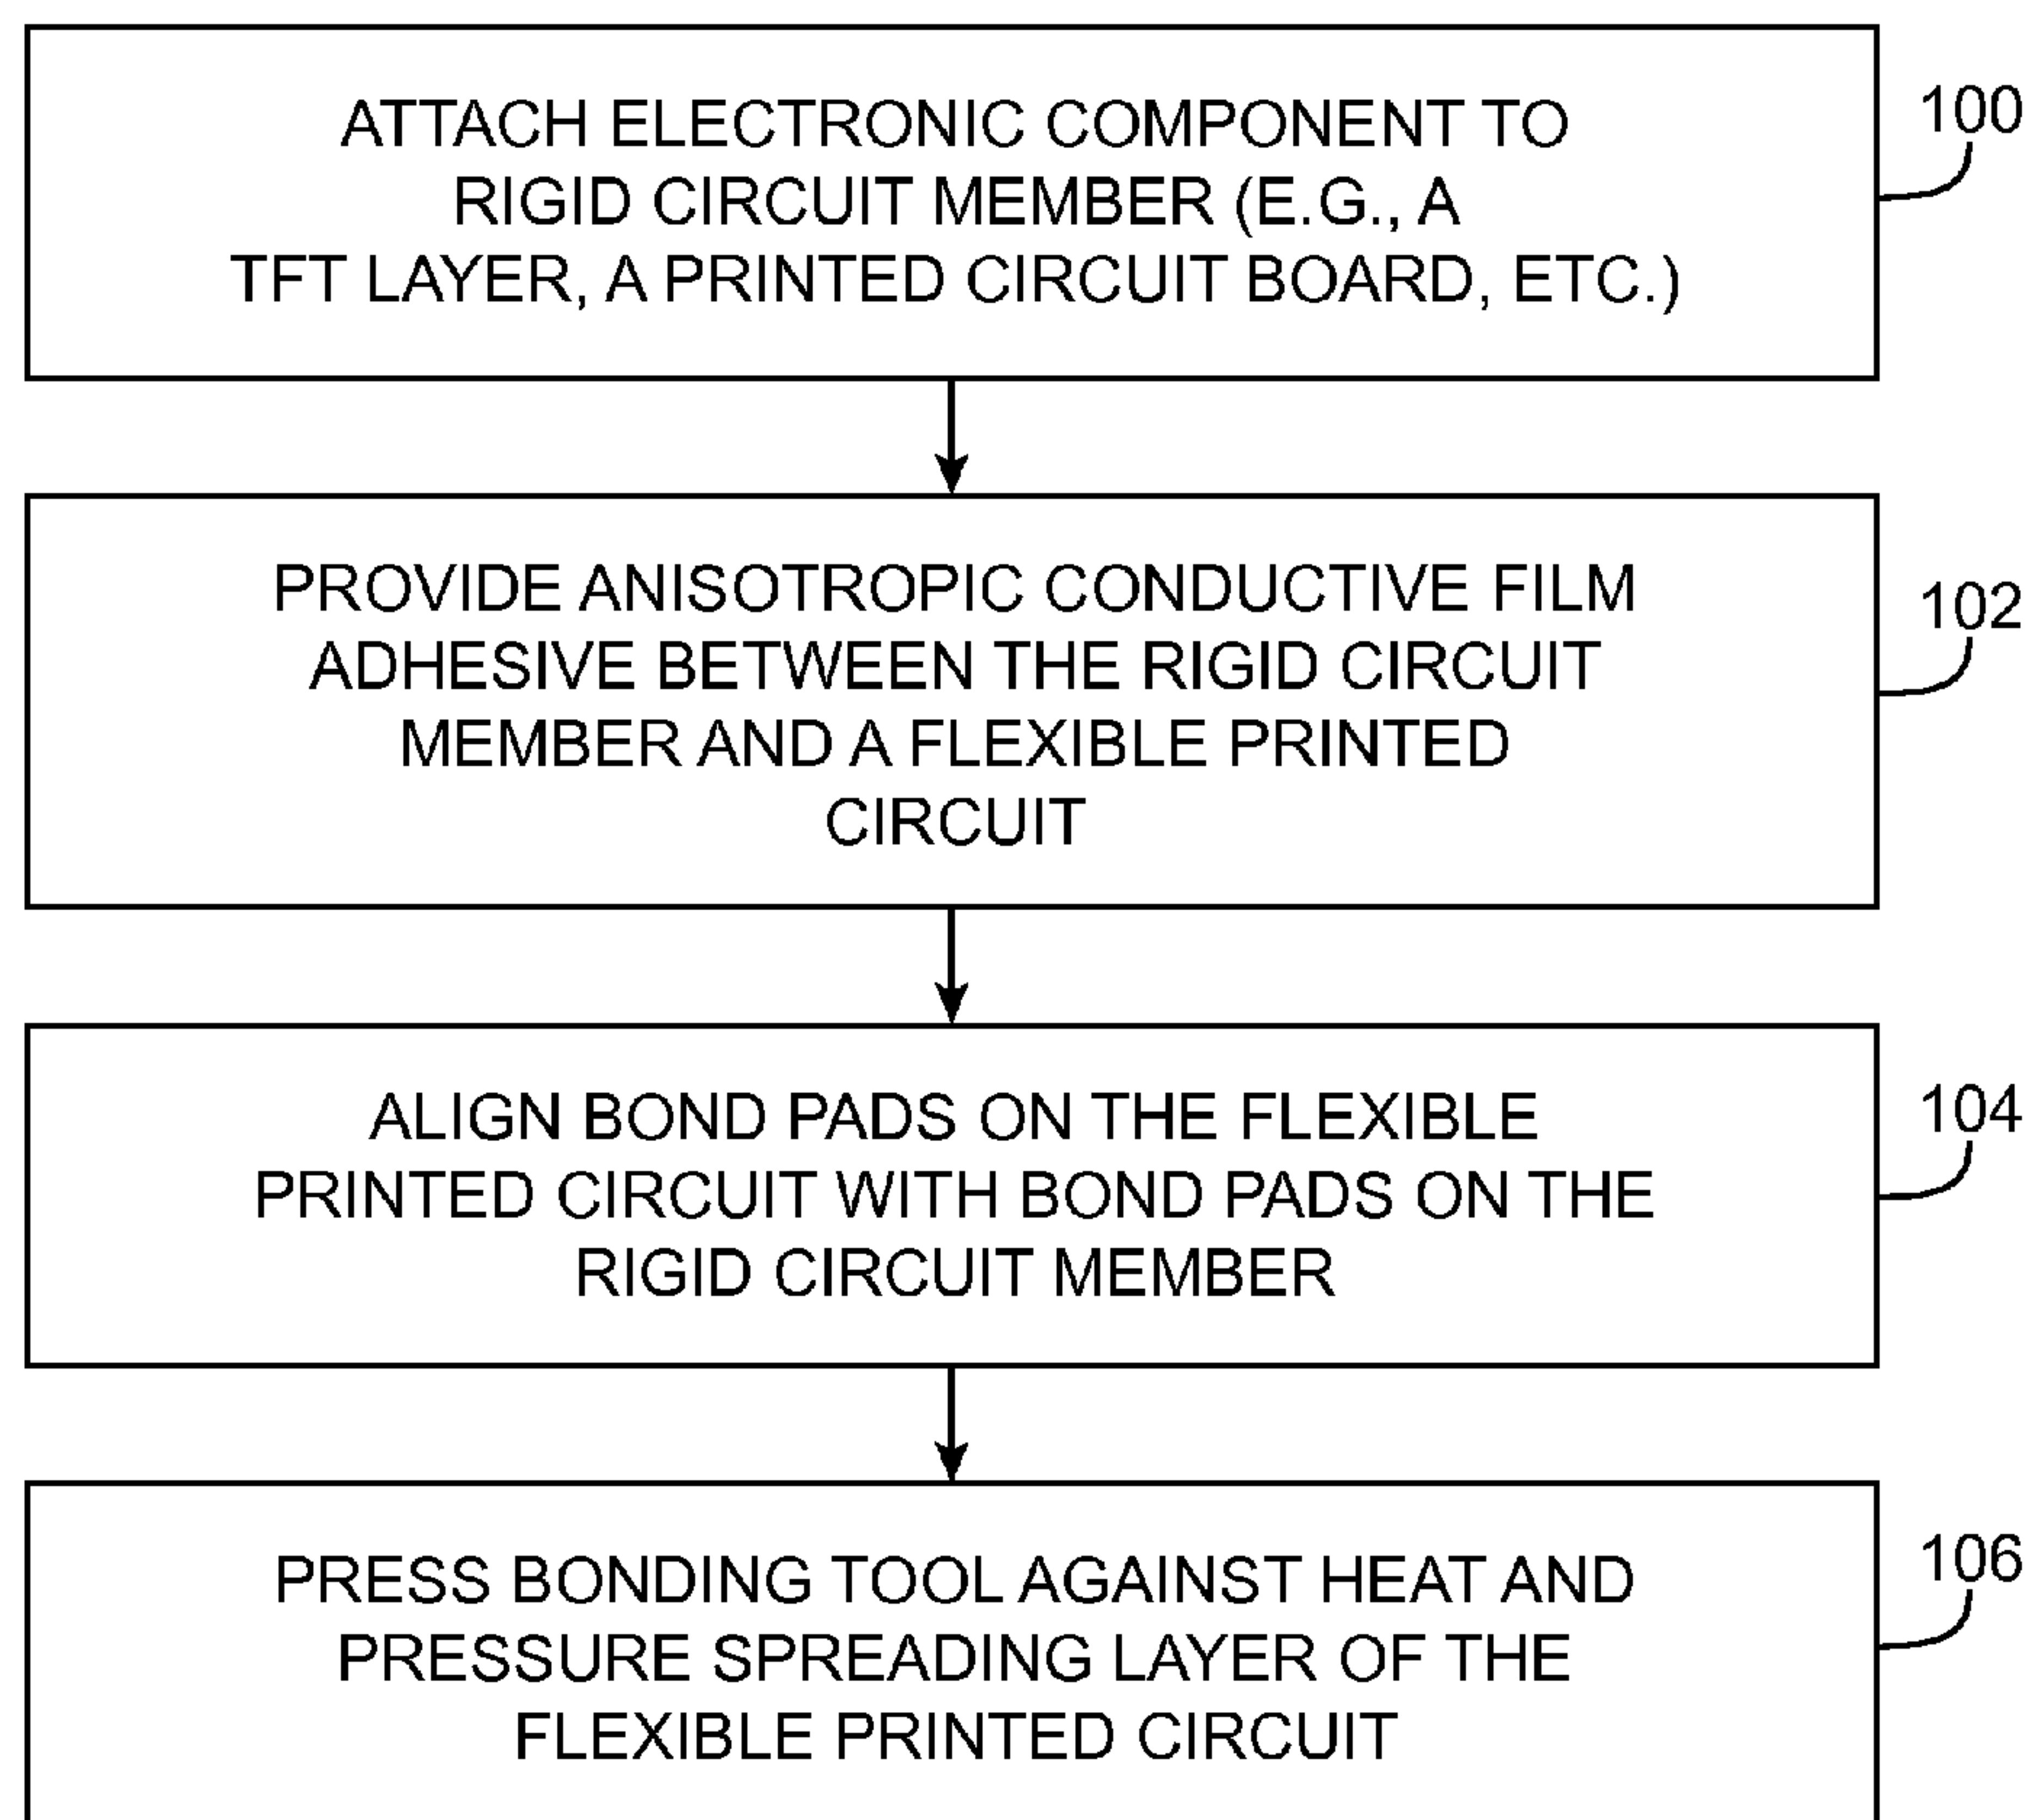 ATTACH ELECTRONIC COMPONENT TO
RIGID CIRCUIT MEMBER (E.G., A
TFT LAYER, A PRINTED CIRCUIT BOARD, ETC.)
100
PROVIDE ANISOTROPIC CONDUCTIVE FILM
ADHESIVE BETWEEN THE RIGID CIRCUIT
MEMBER AND A FLEXIBLE PRINTED
CIRCUIT
102
ALIGN BOND PADS ON THE FLEXIBLE
PRINTED CIRCUIT WITH BOND PADS ON THE
RIGID CIRCUIT MEMBER
104
PRESS BONDING TOOL AGAINST HEAT AND
PRESSURE SPREADING LAYER OF THE
FLEXIBLE PRINTED CIRCUIT
106